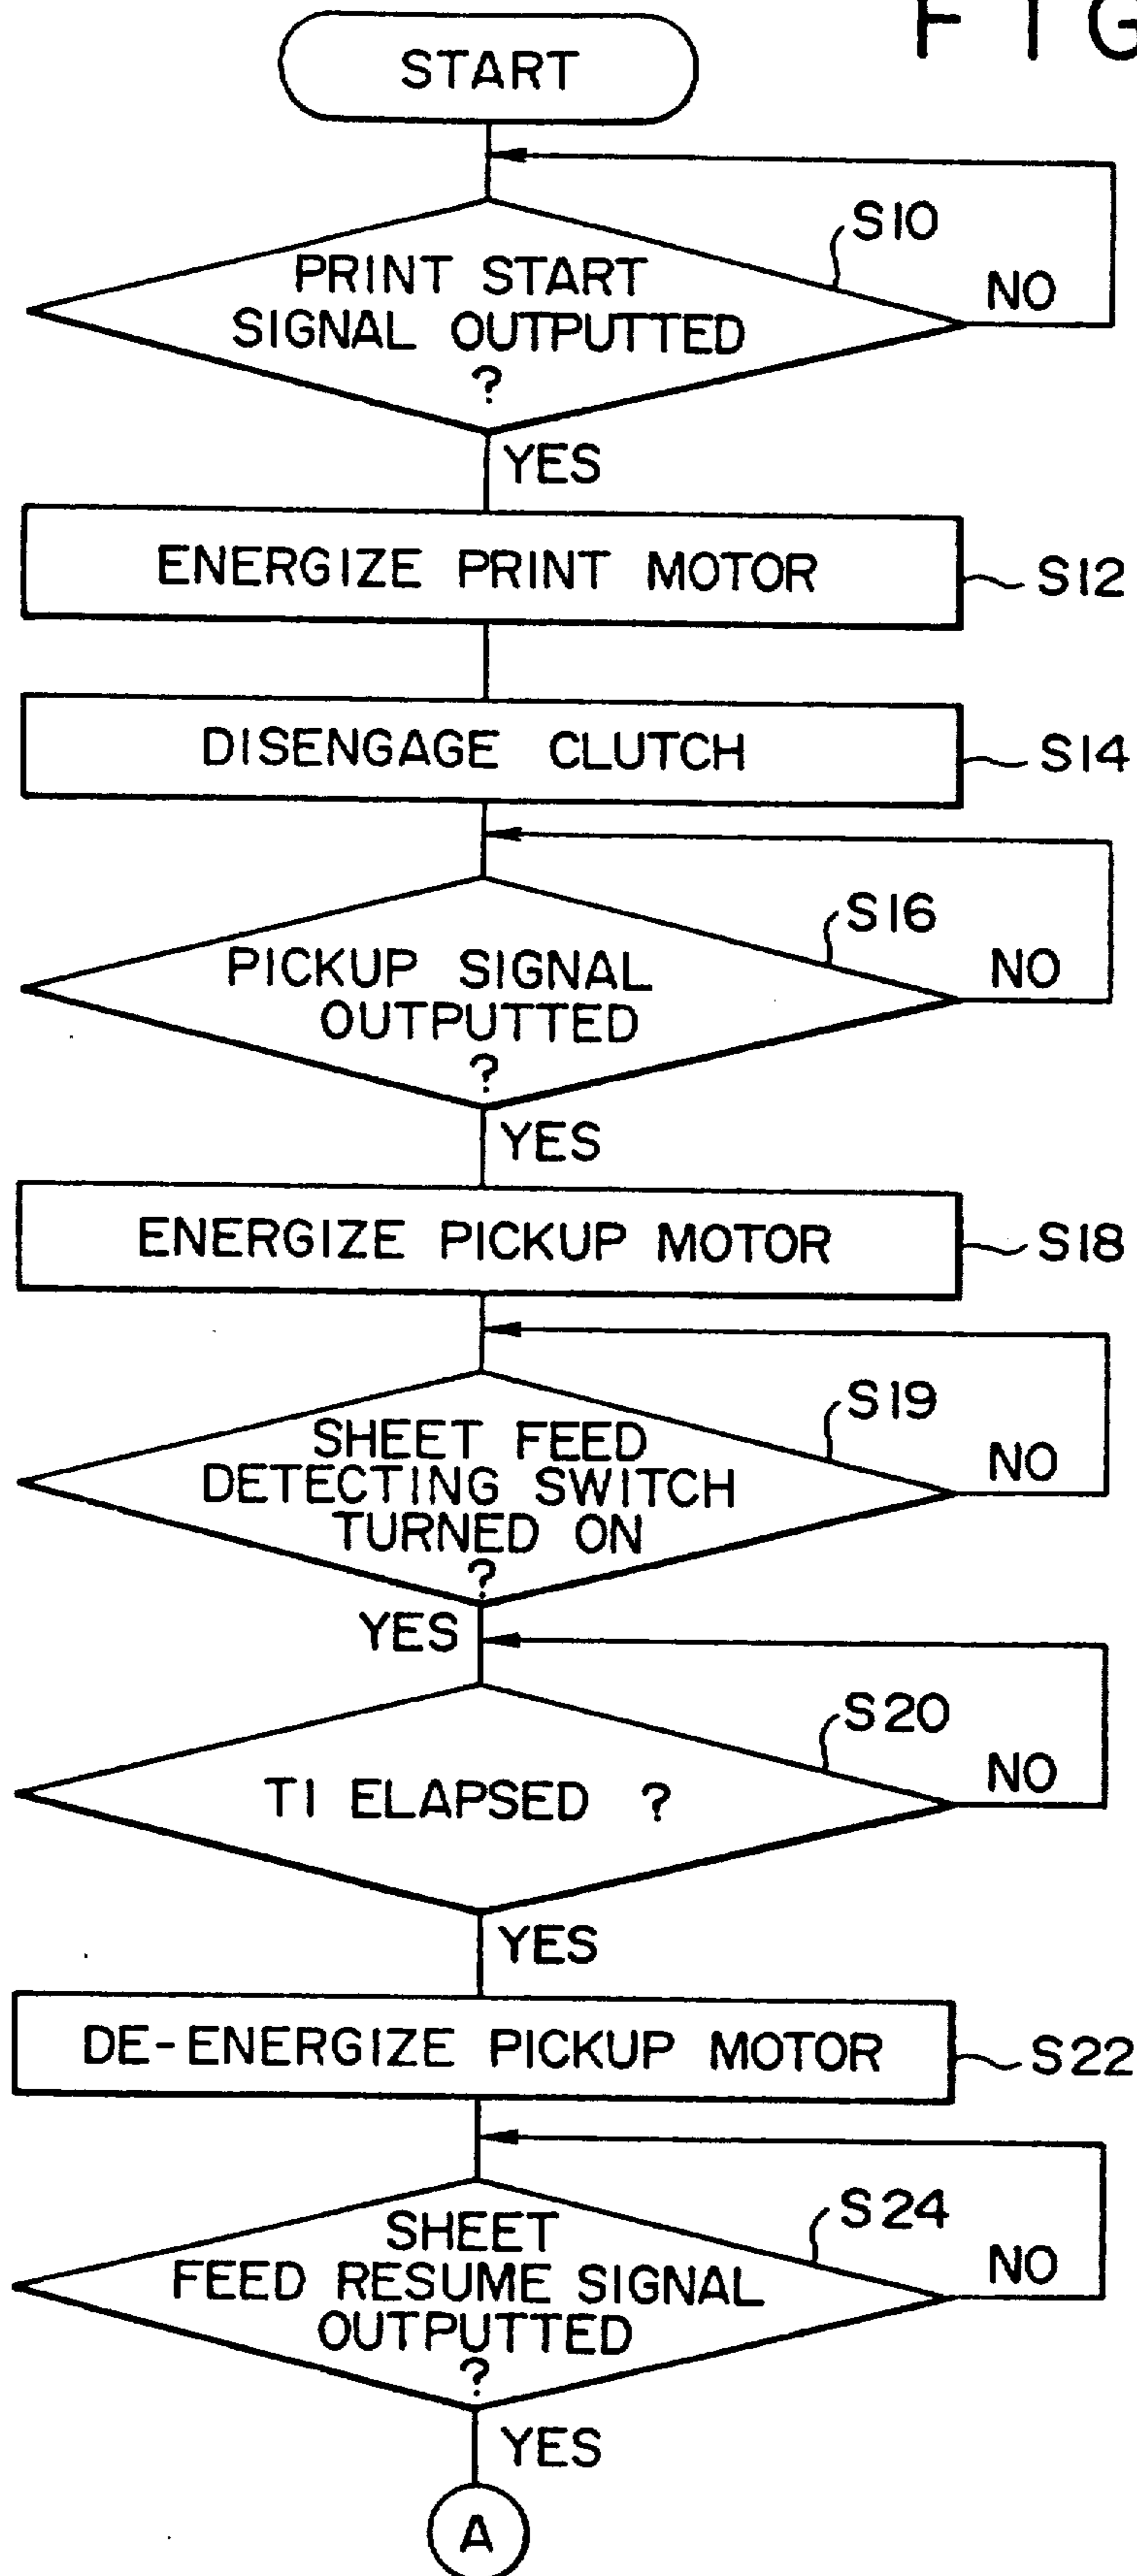 FIG
START
S10
PRINT START
SIGNAL OUTPUTTED
?
NO
YES
ENERGIZE PRINT MOTOR
S12
DISENGAGE CLUTCH
S14
S16
PICKUP SIGNAL
OUTPUTTED
?
NO
YES
ENERGIZE PICKUP MOTOR
S18
S19
SHEET FEED
DETECTING SWITCH
TURNED ON
?
NO
YES
S20
T1 ELAPSED ?
NO
YES
DE-ENERGIZE PICKUP MOTOR
S22
S24
SHEET
FEED RESUME SIGNAL
OUTPUTTED
?
NO
YES
A